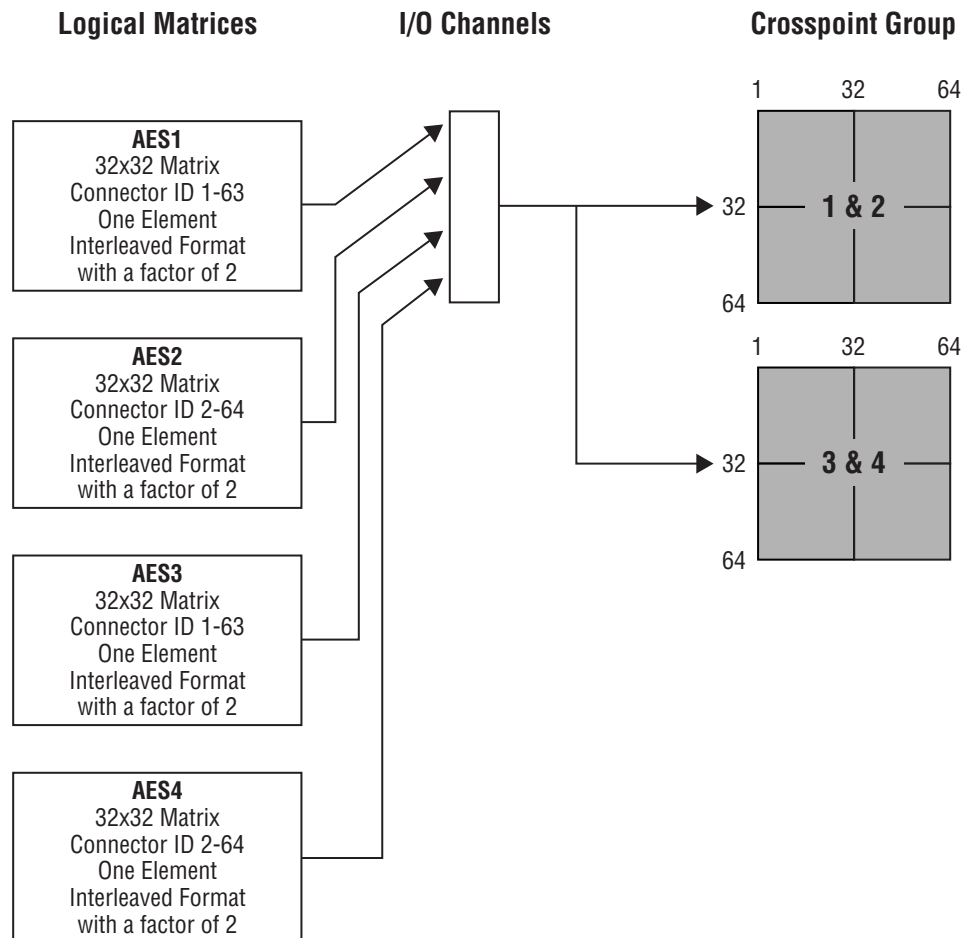 Logical Matrices
I/O Channels
Crosspoint Group
AES1
32x32 Matrix
Connector ID 1-63
One Element
Interleaved Format
with a factor of 2
AES2
32x32 Matrix
Connector ID 2-64
One Element
Interleaved Format
with a factor of 2
AES3
32x32 Matrix
Connector ID 1-63
One Element
Interleaved Format
with a factor of 2
AES4
32x32 Matrix
Connector ID 2-64
One Element
Interleaved Format
with a factor of 2
1 32 64
32
1 & 2
64
1 32 64
32
3 & 4
64